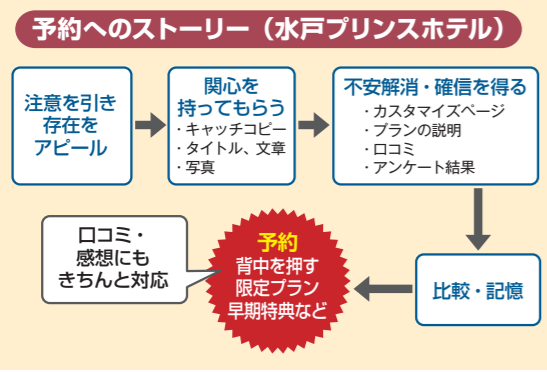 予約へのストーリー（水戸プリンスホテル）
注意を引き
存在を
アピール
関心を
持ってもらう
・キャッチコピー
・タイトル、文章
・写真
不安解消・確信を得る
・カスタマイズページ
・プランの説明
・口コミ
・アンケート結果
比較・記憶
予約
背中を押す
限定プラン
早期特典など
口コミ・
感想にも
きちんと対応